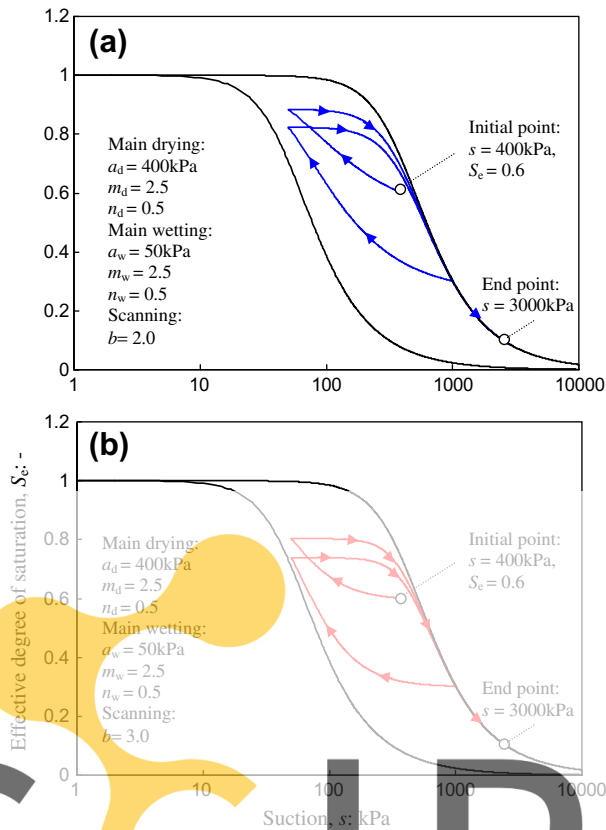 (a)
1.2
1
0.8
0.6
0.4
0.2
0
1
10
100
1000
10000
Main drying:
a_d = 400kPa
m_d = 2.5
n_d = 0.5
Main wetting:
a_w = 50kPa
m_w = 2.5
n_w = 0.5
Scanning:
b= 2.0
Initial point:
s = 400kPa,
S_e = 0.6
End point:
s = 3000kPa
(b)
1.2
1
0.8
0.6
0.4
0.2
0
1
10
100
1000
10000
Effective degree of saturation, S_e: -
Main drying:
a_d = 400kPa
m_d = 2.5
n_d = 0.5
Main wetting:
a_w = 50kPa
m_w = 2.5
n_w = 0.5
Scanning:
b= 3.0
Initial point:
s = 400kPa,
S_e = 0.6
End point:
s = 3000kPa
Suction, s: kPa